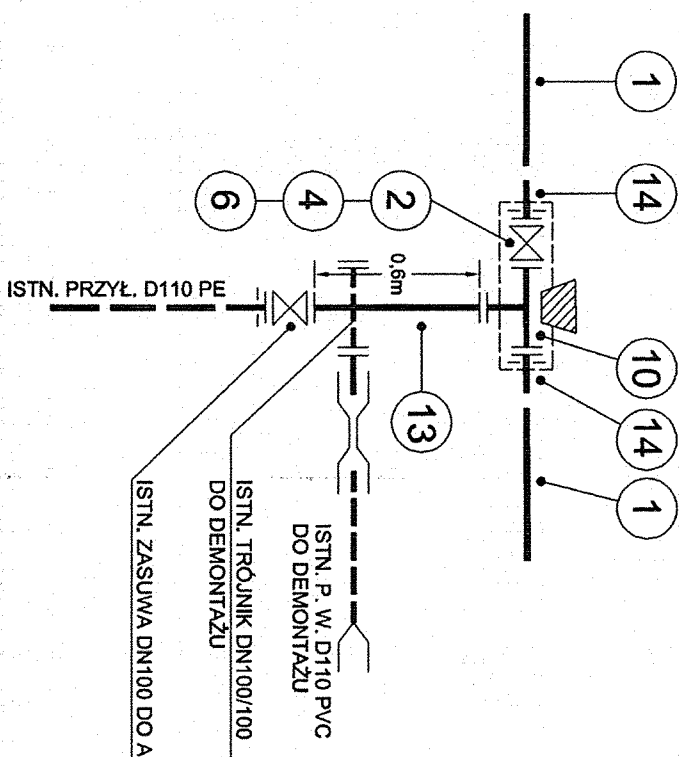 1
14
2
4
6
10
14
1
13
0,6m
ISTN. PRZYŁ. D110 PE
ISTN. P. W. D110 PVC
DO DEMONTAŻU
ISTN. TRÓJNIK DN100/100
DO DEMONTAŻU
ISTN. ZASUWA DN100 DO A